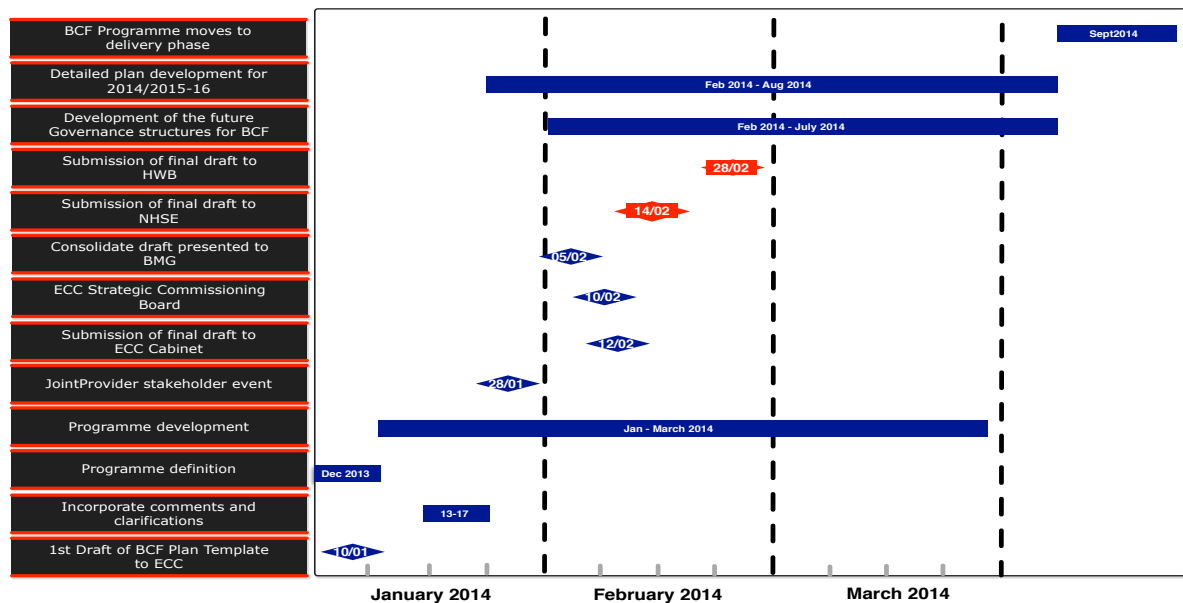 BCF Programme moves to
delivery phase
Sept2014
Detailed plan development for
2014/2015-16
Feb 2014 - Aug 2014
Development of the future
Governance structures for BCF
Feb 2014 - July 2014
Submission of final draft to
HWB
28/02
Submission of final draft to
NHSE
14/02
Consolidate draft presented to
BMG
05/02
ECC Strategic Commissioning
Board
10/02
Submission of final draft to
ECC Cabinet
12/02
JointProvider stakeholder event
28/01
Programme development
Jan - March 2014
Programme definition
Dec 2013
Incorporate comments and
clarifications
13-17
1st Draft of BCF Plan Template
to ECC
10/01
January 2014
February 2014
March 2014